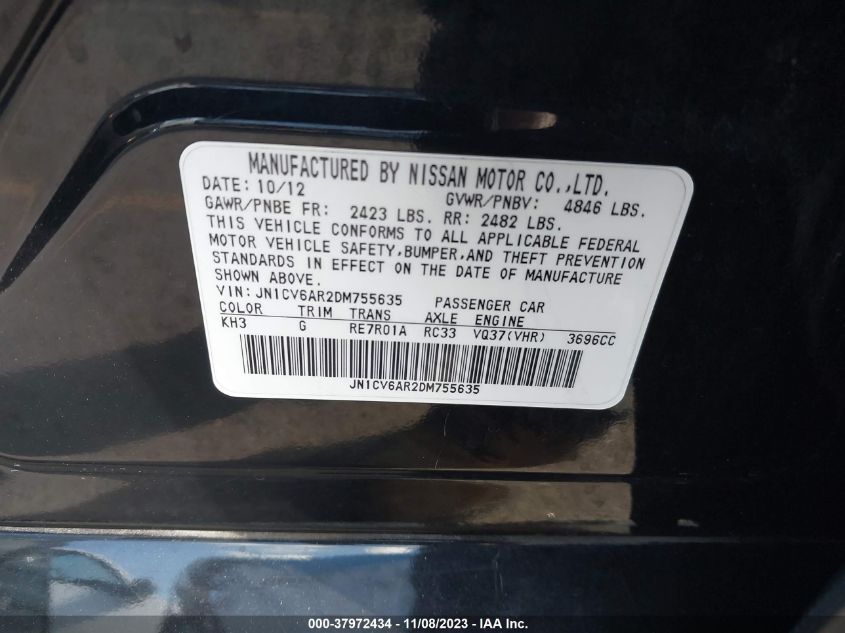 MANUFACTURED BY NISSAN MOTOR CO.,LTD.
DATE: 10/12 GVWR/PNBV: 4846 LBS.
GAWR/PNBE FR: 2423 LBS. RR: 2482 LBS.
THIS VEHICLE CONFORMS TO ALL APPLICABLE FEDERAL
MOTOR VEHICLE SAFETY, BUMPER, AND THEFT PREVENTION
STANDARDS IN EFFECT ON THE DATE OF MANUFACTURE
SHOWN ABOVE.
VIN: JN1CV6AR2DM755635 PASSENGER CAR
COLOR TRIM TRANS AXLE ENGINE
KH3 G RE7R01A RC33 VQ37(VHR) 3696CC
JN1CV6AR2DM755635
000-37972434 - 11/08/2023 - IAAI.com Inc.